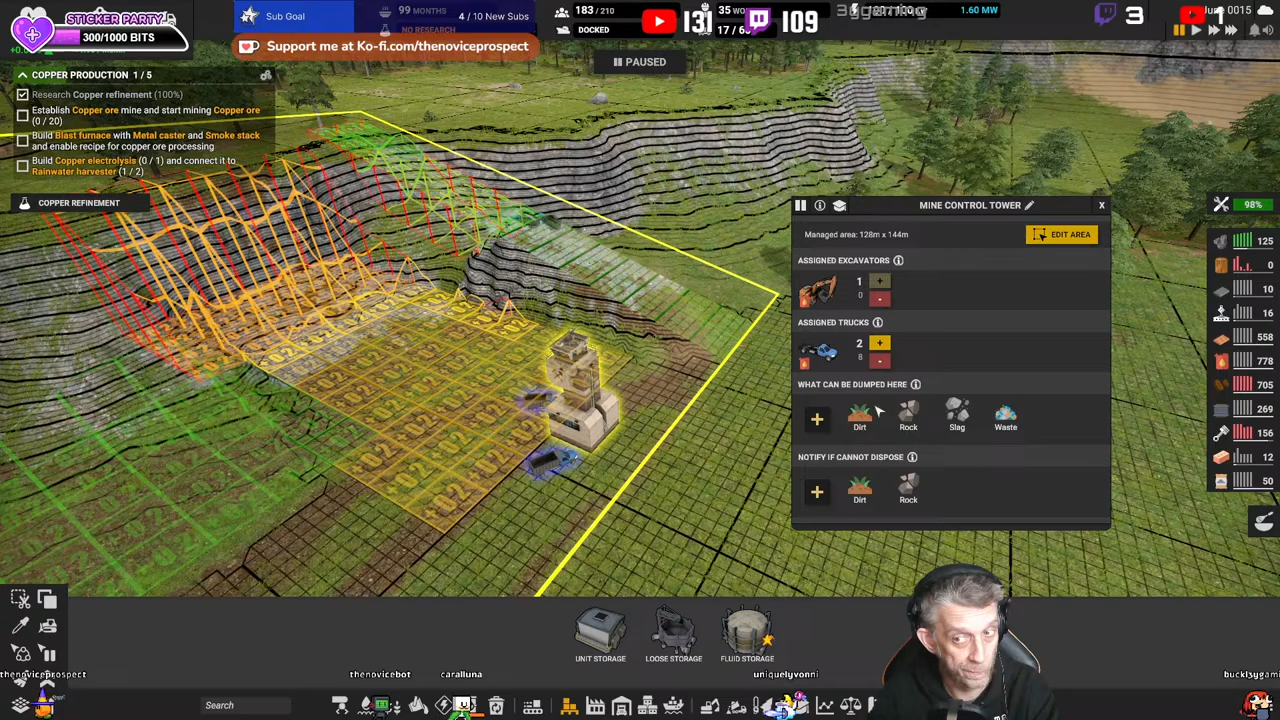 STICKER PARTY
300/1000 BITS
Sub Goal
99 MONTHS
4 / 10 New Subs
NO RESEARCH
Support me at Ko-fi.com/thenoviceprospect
183 / 210
DOCKED
131
109
1.60 MW
3
June 0015
PAUSED
COPPER PRODUCTION 1 / 5
Research Copper refinement (100%)
Establish Copper ore mine and start mining Copper ore
(0 / 20)
Build Blast furnace with Metal caster and Smoke stack
and enable recipe for copper ore processing
Build Copper electrolysis (0 / 1) and connect it to
Rainwater harvester (1 / 2)
COPPER REFINEMENT
MINE CONTROL TOWER
X
Managed area: 128m x 144m
EDIT AREA
ASSIGNED EXCAVATORS
1
+
0
-
ASSIGNED TRUCKS
2
+
8
-
WHAT CAN BE DUMPED HERE
+
Dirt
Rock
Slag
Waste
NOTIFY IF CANNOT DISPOSE
+
Dirt
Rock
98%
125
0
10
16
558
778
705
269
156
12
50
UNIT STORAGE
LOOSE STORAGE
FLUID STORAGE
thenoviceprospect
thenovicebot
caralluna
uniquelyvonni
bucklsygami
Search